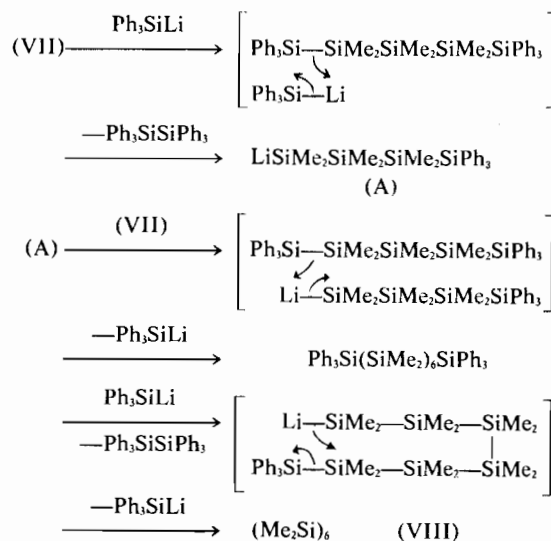 Ph₃SiLi
(VII) ⟶ [Ph₃Si—SiMe₂SiMe₂SiMe₂SiPh₃
Ph₃Si—Li]
—Ph₃SiSiPh₃
⟶ LiSiMe₂SiMe₂SiMe₂SiPh₃
(A)
(VII)
(A) ⟶ [Ph₃Si—SiMe₂SiMe₂SiMe₂SiPh₃
Li—SiMe₂SiMe₂SiMe₂SiPh₃]
—Ph₃SiLi
⟶ Ph₃Si(SiMe₂)₆SiPh₃
Ph₃SiLi
⟶ [Li—SiMe₂—SiMe₂—SiMe₂
—Ph₃SiSiPh₃
Ph₃Si—SiMe₂—SiMe₂—SiMe₂]
—Ph₃SiLi
⟶ (Me₂Si)₆ (VIII)